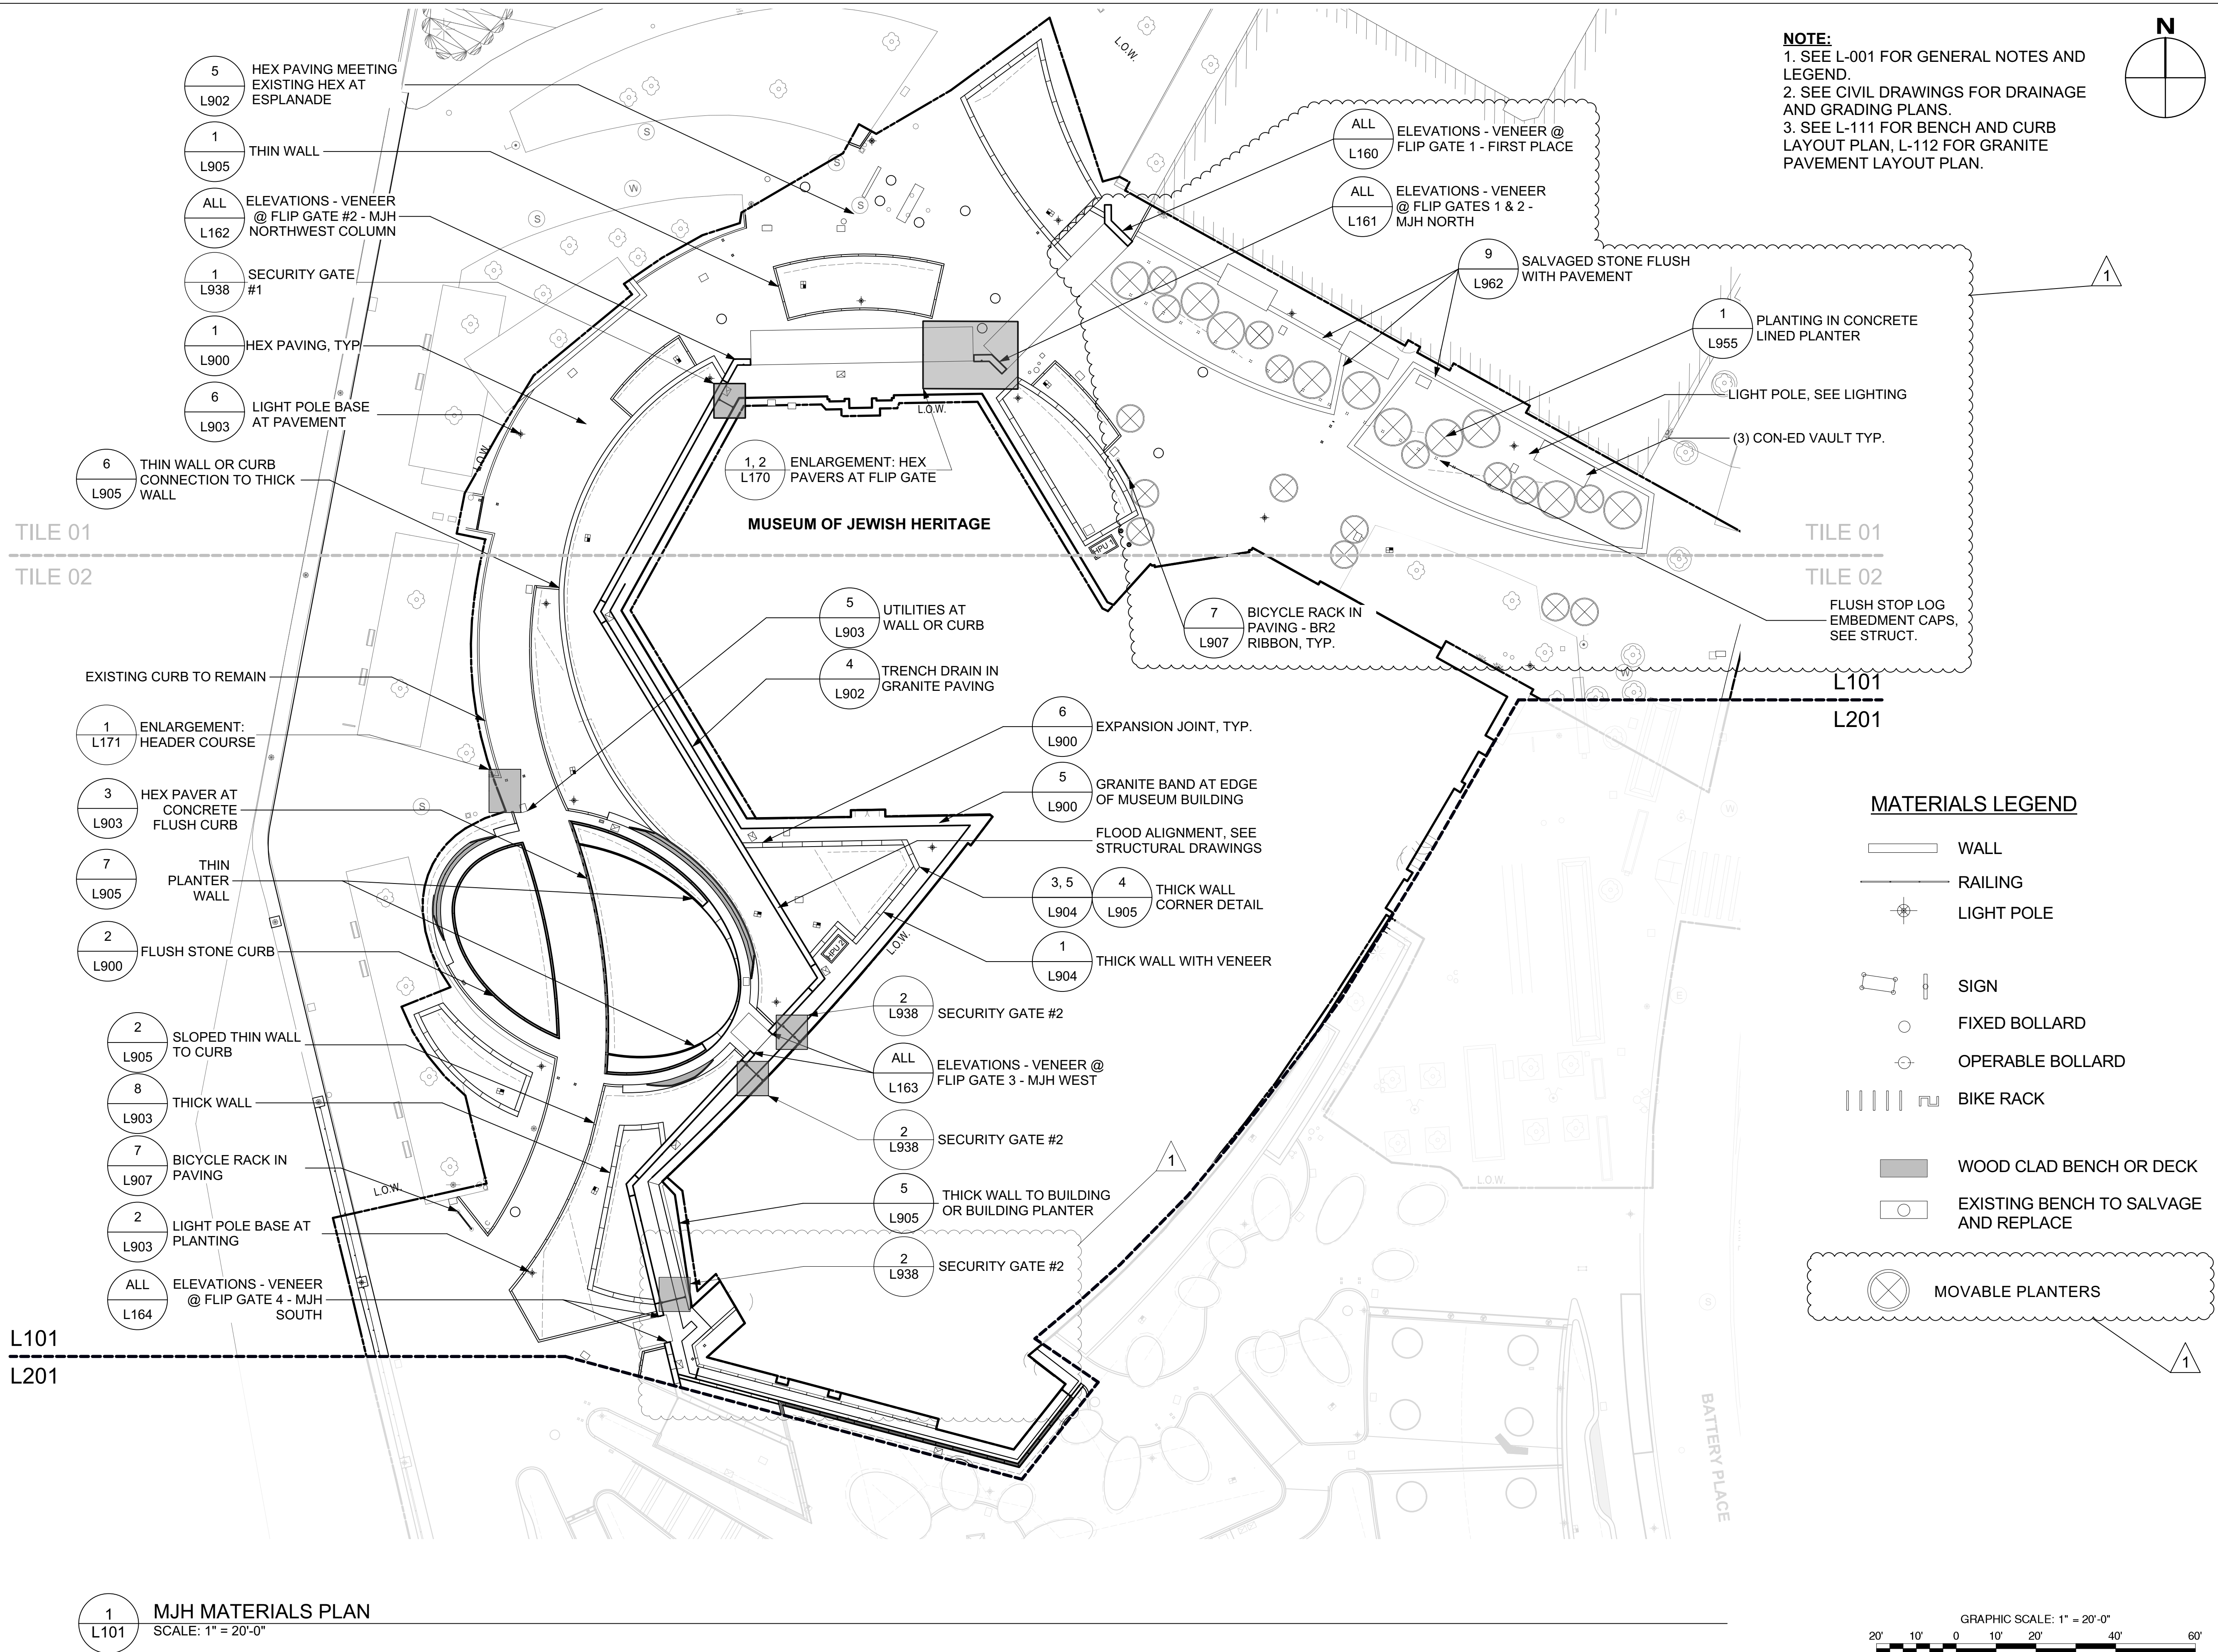 NOTE:
1. SEE L-001 FOR GENERAL NOTES AND
LEGEND.
2. SEE CIVIL DRAWINGS FOR DRAINAGE
AND GRADING PLANS.
3. SEE L-111 FOR BENCH AND CURB
LAYOUT PLAN, L-112 FOR GRANITE
PAVEMENT LAYOUT PLAN.
N
5
L902
HEX PAVING MEETING
EXISTING HEX AT
ESPLANADE
1
L905
THIN WALL
ALL
L162
ELEVATIONS - VENEER
@ FLIP GATE #2 - MJH
NORTHWEST COLUMN
1
L938
SECURITY GATE
#1
1
L900
HEX PAVING, TYP
6
L903
LIGHT POLE BASE
AT PAVEMENT
6
L905
THIN WALL OR CURB
CONNECTION TO THICK
WALL
TILE 01
TILE 02
EXISTING CURB TO REMAIN
1
L171
ENLARGEMENT:
HEADER COURSE
3
L903
HEX PAVER AT
CONCRETE
FLUSH CURB
7
L905
THIN
PLANTER
WALL
2
L900
FLUSH STONE CURB
2
L905
SLOPED THIN WALL
TO CURB
8
L903
THICK WALL
7
L907
BICYCLE RACK IN
PAVING
2
L903
LIGHT POLE BASE AT
PLANTING
ALL
L164
ELEVATIONS - VENEER
@ FLIP GATE 4 - MJH
SOUTH
L101
L201
L.O.W.
L.O.W.
L.O.W.
L.O.W.
L.O.W.
L.O.W.
S
S
S
S
S
W
W
1, 2
L170
ENLARGEMENT: HEX
PAVERS AT FLIP GATE
MUSEUM OF JEWISH HERITAGE
HPU 1
HPU 2
ALL
L160
ELEVATIONS - VENEER @
FLIP GATE 1 - FIRST PLACE
ALL
L161
ELEVATIONS - VENEER
@ FLIP GATES 1 & 2 -
MJH NORTH
9
L962
SALVAGED STONE FLUSH
WITH PAVEMENT
1
L955
PLANTING IN CONCRETE
LINED PLANTER
LIGHT POLE, SEE LIGHTING
(3) CON-ED VAULT TYP.
1
TILE 01
TILE 02
FLUSH STOP LOG
EMBEDMENT CAPS,
SEE STRUCT.
7
L907
BICYCLE RACK IN
PAVING - BR2
RIBBON, TYP.
L101
L201
5
L903
UTILITIES AT
WALL OR CURB
4
L902
TRENCH DRAIN IN
GRANITE PAVING
6
L900
EXPANSION JOINT, TYP.
5
L900
GRANITE BAND AT EDGE
OF MUSEUM BUILDING
FLOOD ALIGNMENT, SEE
STRUCTURAL DRAWINGS
3, 5
L904
4
L905
THICK WALL
CORNER DETAIL
1
L904
THICK WALL WITH VENEER
2
L938
SECURITY GATE #2
ALL
L163
ELEVATIONS - VENEER @
FLIP GATE 3 - MJH WEST
2
L938
SECURITY GATE #2
5
L905
THICK WALL TO BUILDING
OR BUILDING PLANTER
2
L938
SECURITY GATE #2
1
W
E
S
BATTERY PLACE
MATERIALS LEGEND
WALL
RAILING
LIGHT POLE
SIGN
FIXED BOLLARD
OPERABLE BOLLARD
BIKE RACK
WOOD CLAD BENCH OR DECK
EXISTING BENCH TO SALVAGE
AND REPLACE
MOVABLE PLANTERS
1
1
L101
MJH MATERIALS PLAN
SCALE: 1" = 20'-0"
GRAPHIC SCALE: 1" = 20'-0"
20' 10' 0 10' 20' 40' 60'